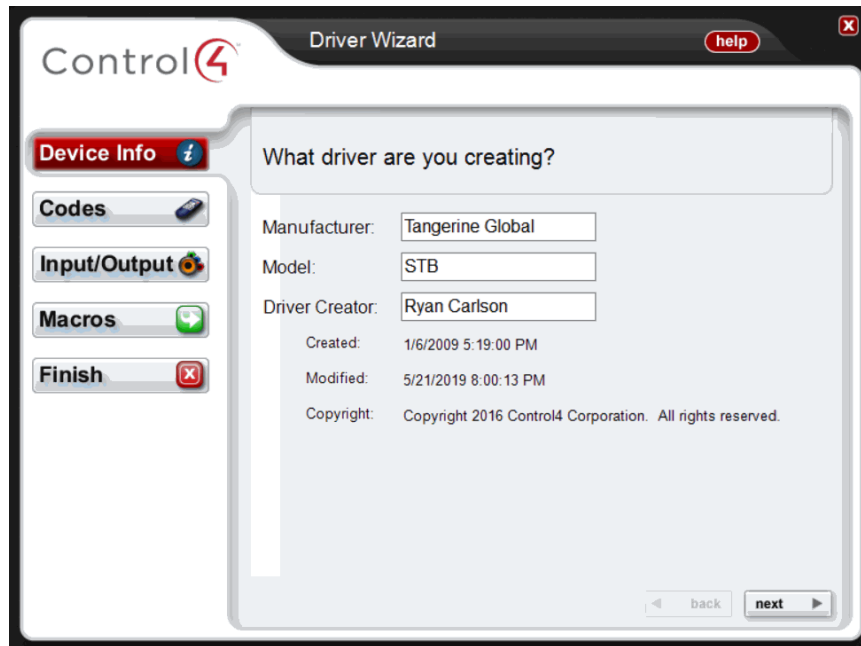 Control4
Driver Wizard
help
X
Device Info i
Codes
Input/Output
Macros
Finish
What driver are you creating?
Manufacturer: Tangerine Global
Model: STB
Driver Creator: Ryan Carlson
Created: 1/6/2009 5:19:00 PM
Modified: 5/21/2019 8:00:13 PM
Copyright: Copyright 2016 Control4 Corporation. All rights reserved.
back
next